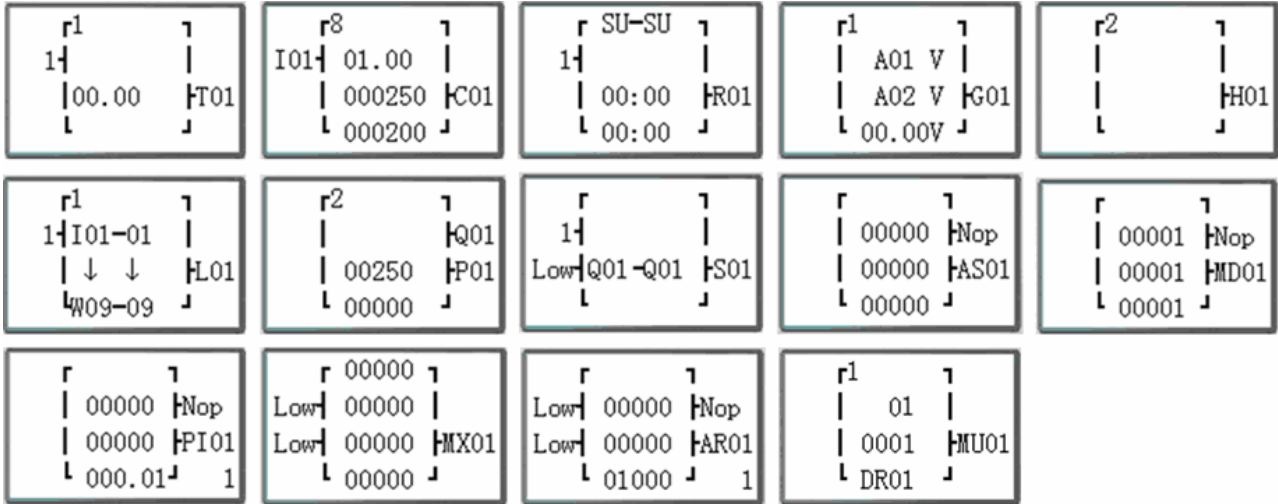 1
1
00.00 T01
8
I01 01.00
000250 C01
000200
SU-SU
1
00:00 R01
00:00
1
A01 V
A02 V G01
00.00V
2
H01
1
1 I01-01
↓ ↓ L01
W09-09
2
Q01
00250 P01
00000
1
Low Q01-Q01 S01
00000 Nop
00000 AS01
00000
00001 Nop
00001 MD01
00001
00000 Nop
00000 PI01
000.01 1
00000
Low 00000
Low 00000 MX01
00000
Low 00000 Nop
Low 00000 AR01
01000 1
1
01
0001 MU01
DR01